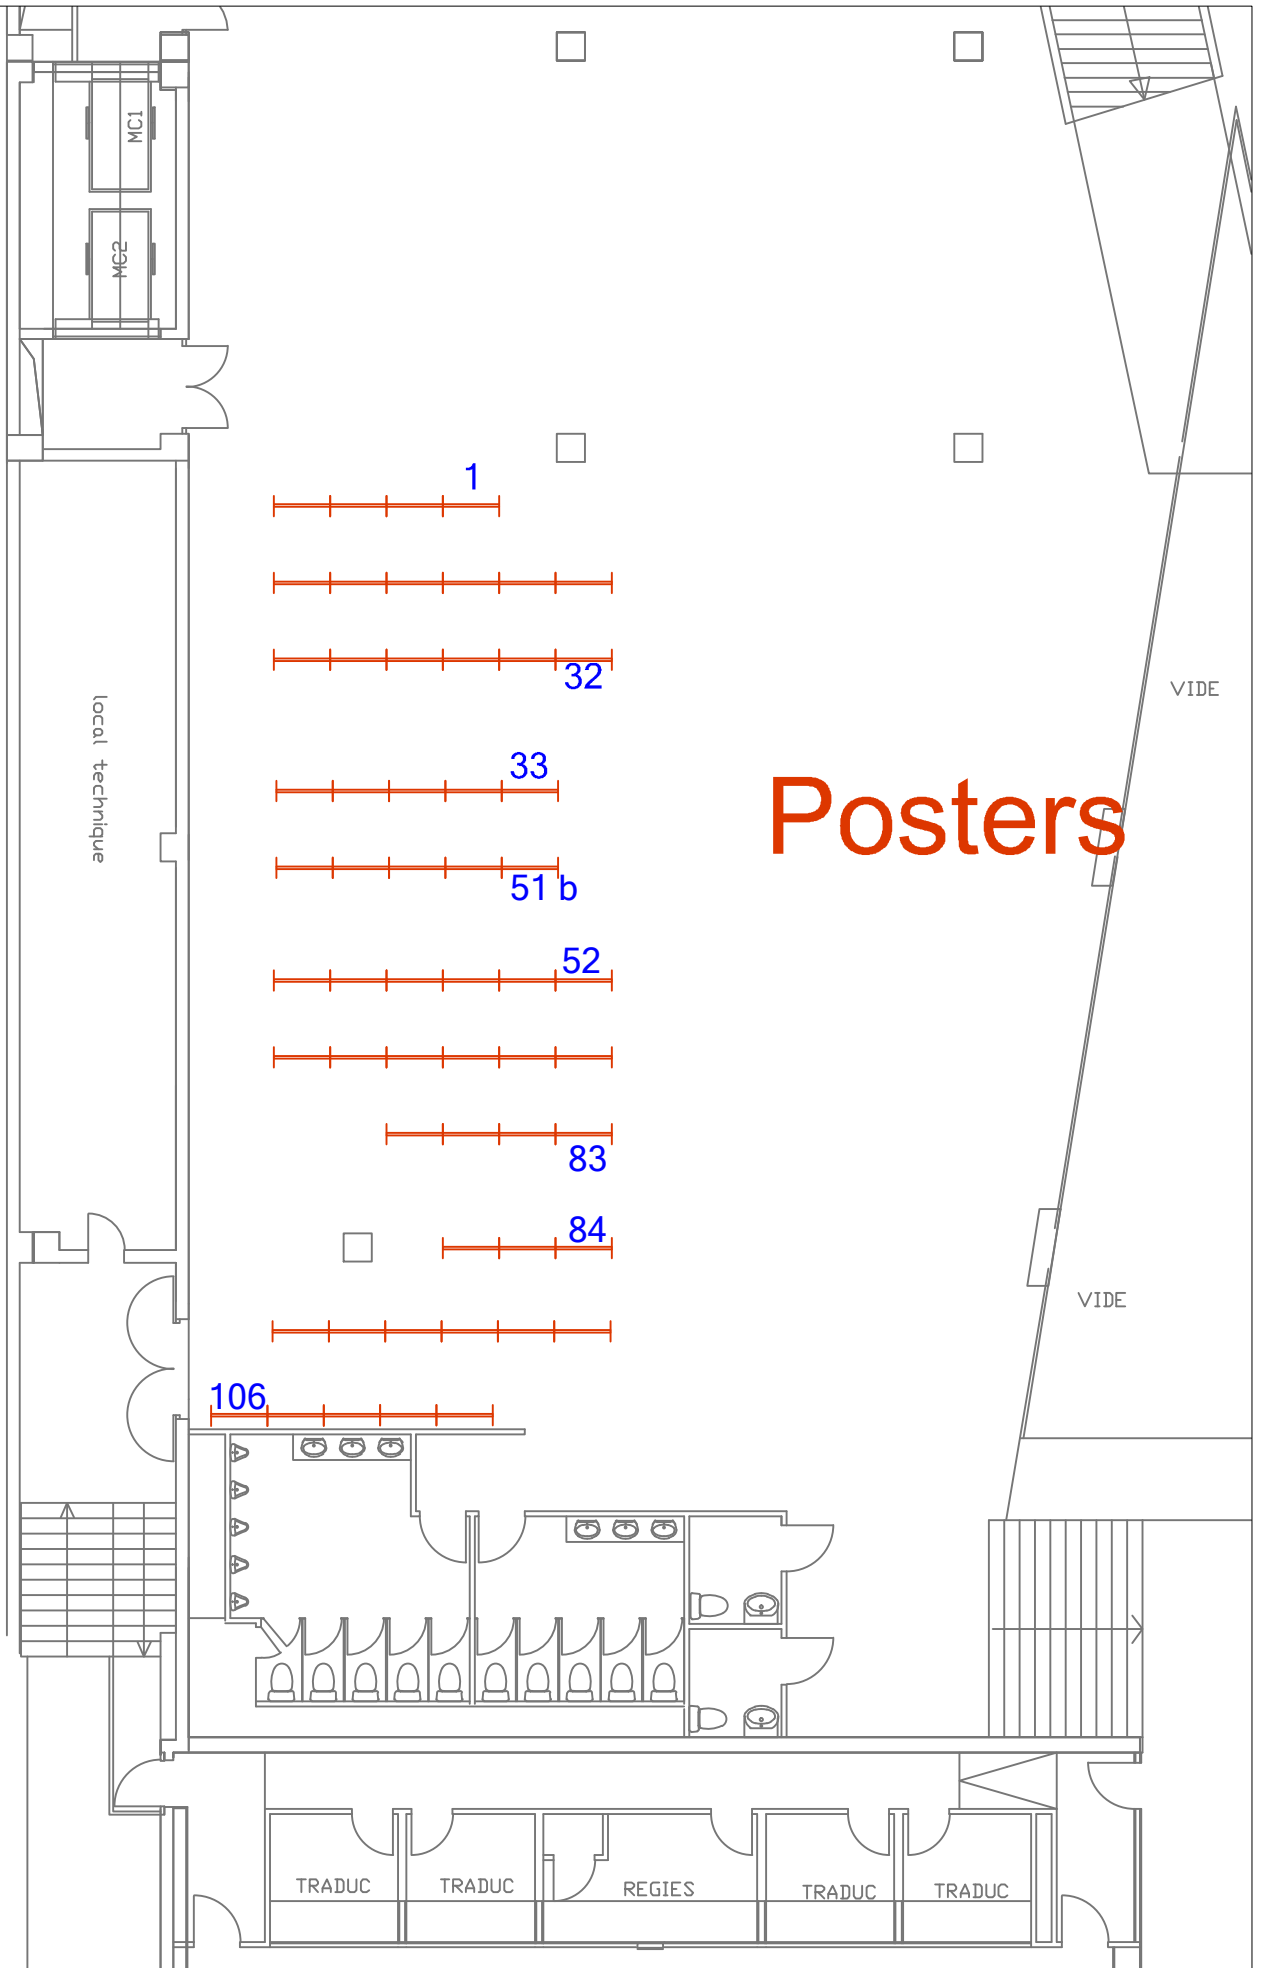 MC1
MC2
1
32
local technique
VIDE
33
Posters
51 b
52
83
84
VIDE
106
TRADUC
TRADUC
REGIES
TRADUC
TRADUC